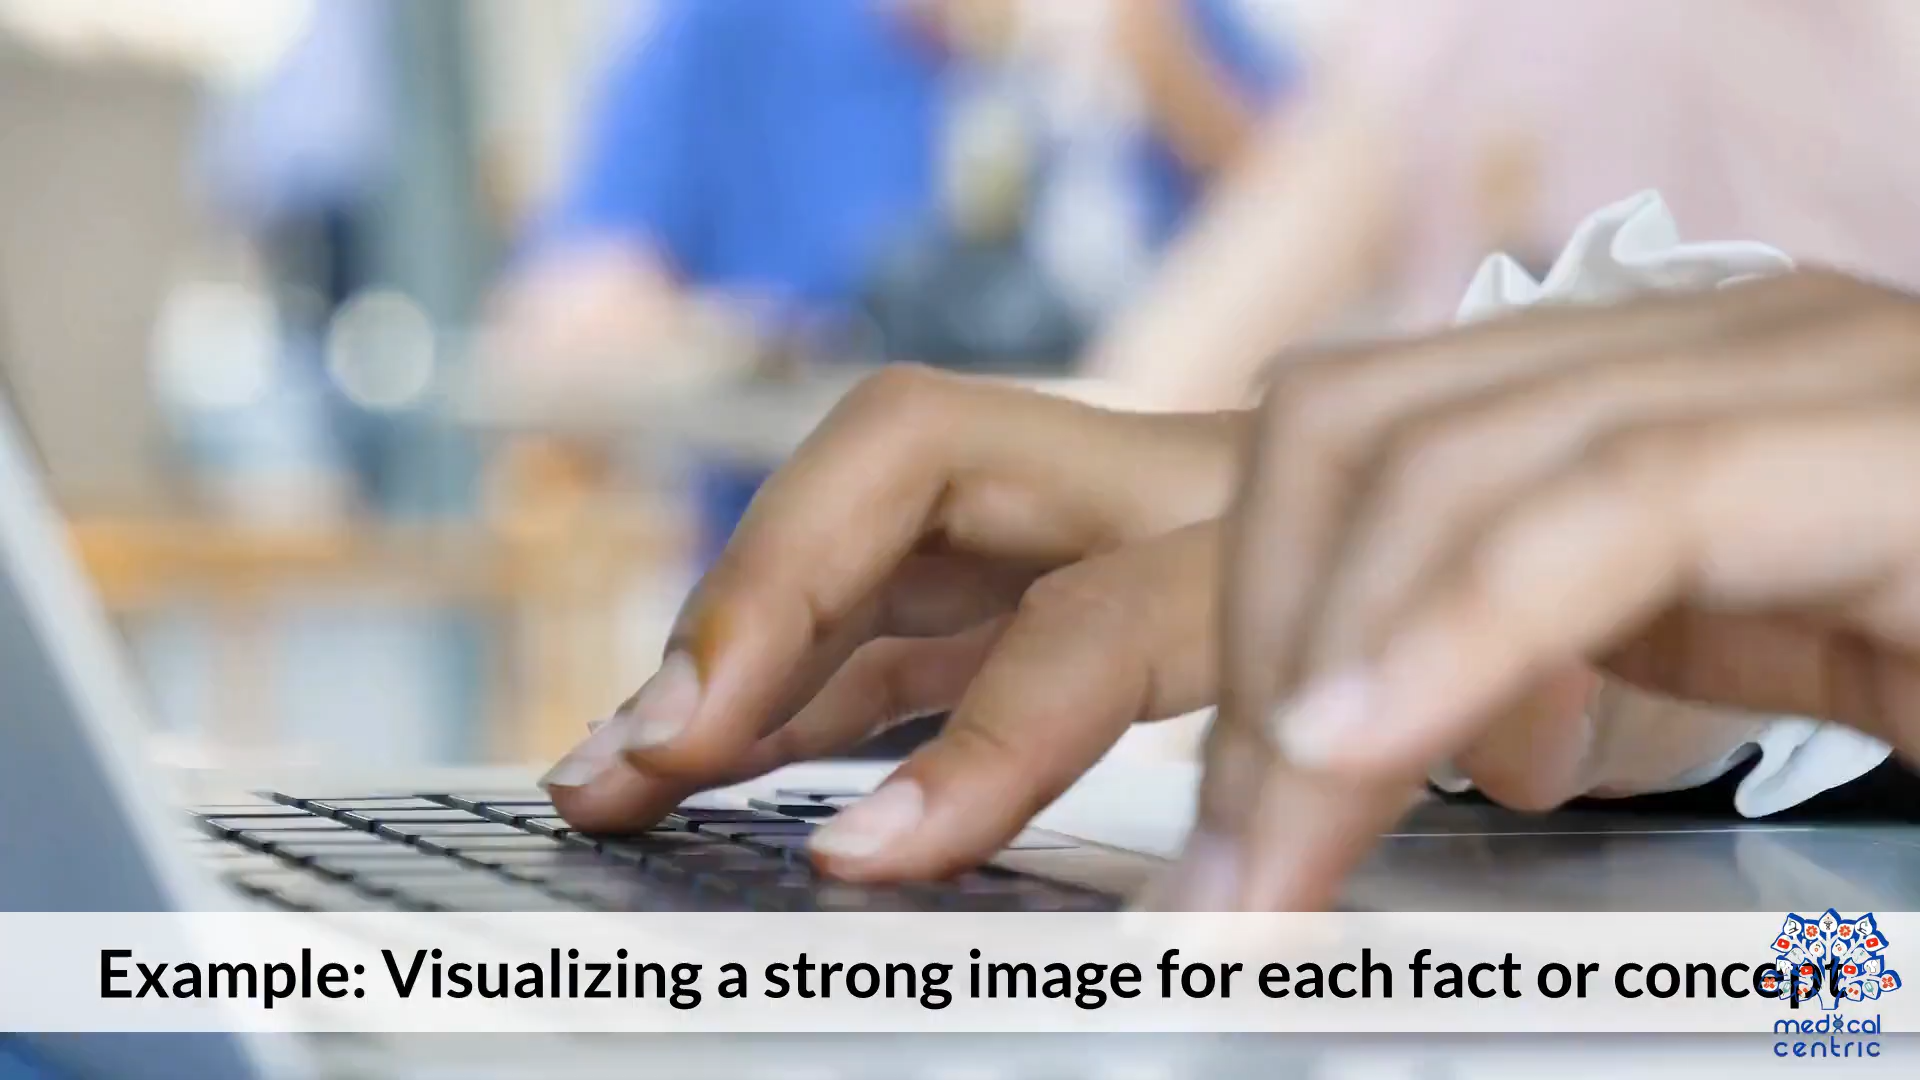 Example: Visualizing a strong image for each fact or concept
medical
centric